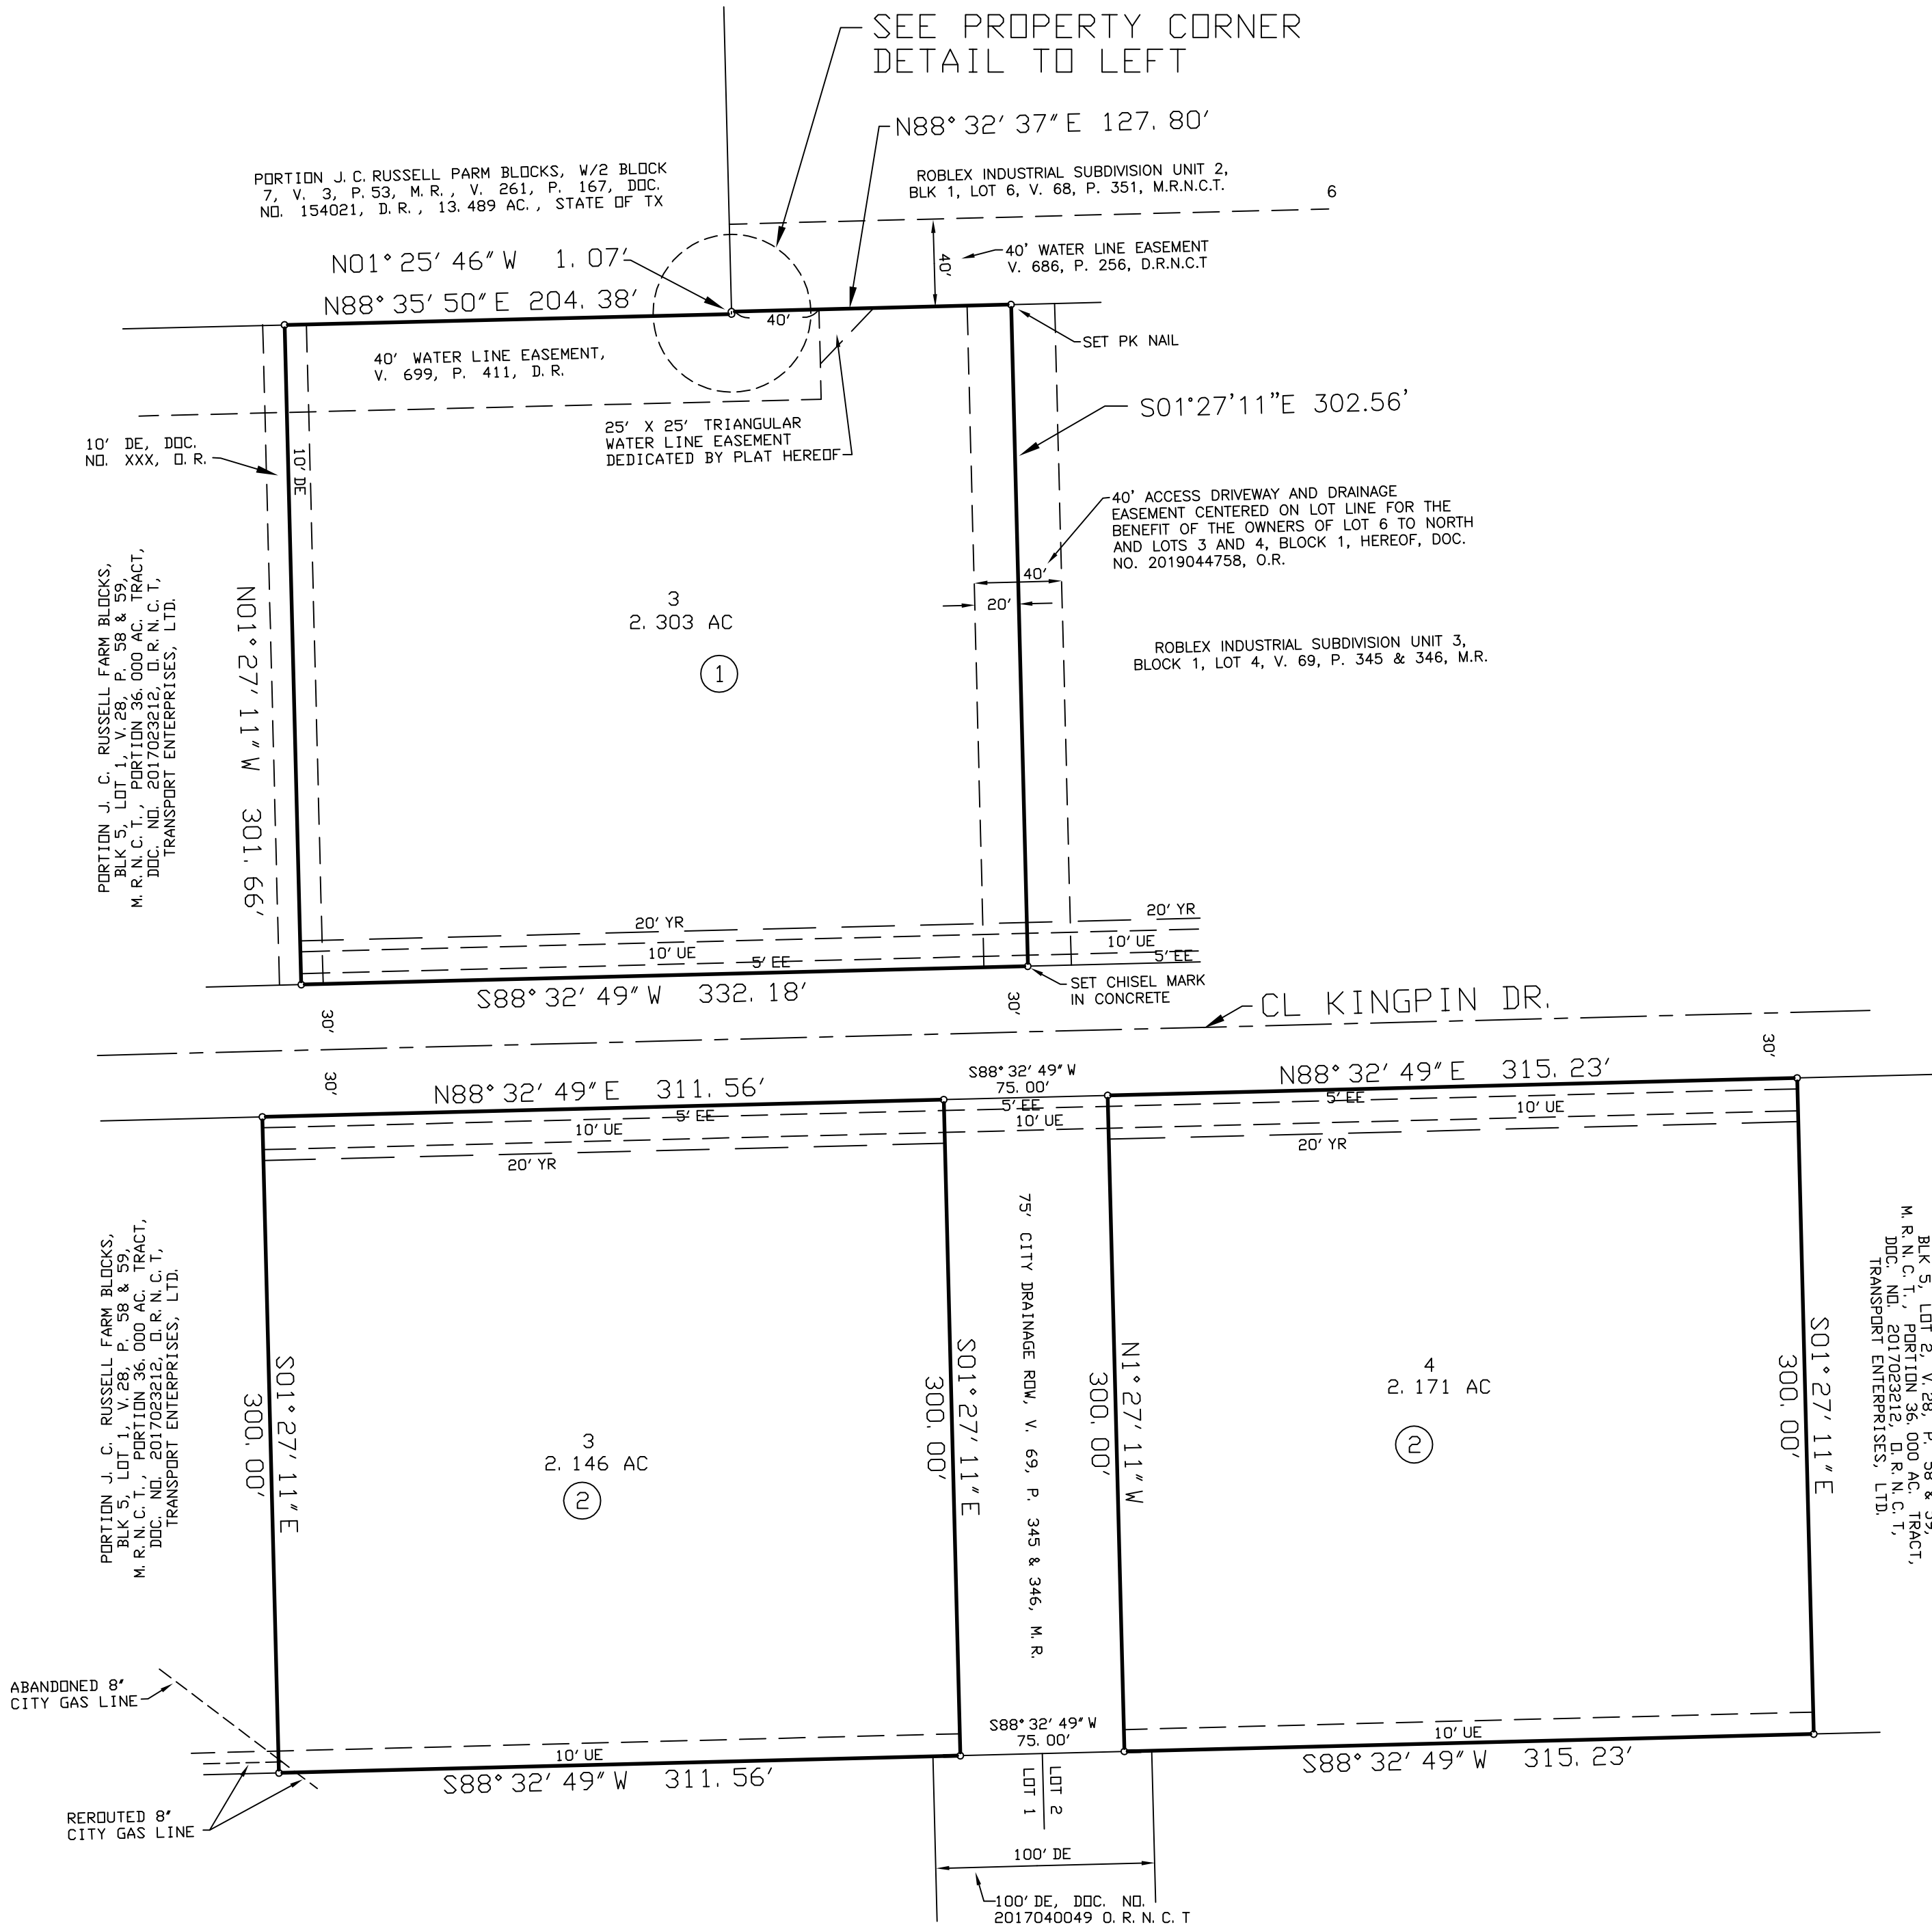 SEE PROPERTY CORNER
DETAIL TO LEFT
N88°32'37"E 127.80'
PORTION J. C. RUSSELL PARM BLOCKS, W/2 BLOCK
7, V. 3, P. 53, M. R., V. 261, P. 167, DOC.
NO. 154021, D. R., 13.489 AC., STATE OF TX
ROBLEX INDUSTRIAL SUBDIVISION UNIT 2,
BLK 1, LOT 6, V. 68, P. 351, M.R.N.C.T.
6
N01°25'46"W 1.07'
40'
40' WATER LINE EASEMENT
V. 686, P. 256, D.R.N.C.T
N88°35'50"E 204.38'
40'
SET PK NAIL
40' WATER LINE EASEMENT,
V. 699, P. 411, D. R.
S01°27'11"E 302.56'
25' X 25' TRIANGULAR
WATER LINE EASEMENT
DEDICATED BY PLAT HEREOF
10' DE, DOC.
NO. XXX, O. R.
10' DE
40' ACCESS DRIVEWAY AND DRAINAGE
EASEMENT CENTERED ON LOT LINE FOR THE
BENEFIT OF THE OWNERS OF LOT 6 TO NORTH
AND LOTS 3 AND 4, BLOCK 1, HEREOF, DOC.
NO. 2019044758, O.R.
40'
20'
PORTION J. C. RUSSELL FARM BLOCKS,
BLK 5, LOT 1, V. 28, P. 58 & 59,
M. R. N. C. T., PORTION 36.000 AC. TRACT,
DOC. NO. 2017023212, O. R. N. C. T,
TRANSPORT ENTERPRISES, LTD.
N01°27'11"W 301.66'
3
2.303 AC
1
ROBLEX INDUSTRIAL SUBDIVISION UNIT 3,
BLOCK 1, LOT 4, V. 69, P. 345 & 346, M.R.
20' YR
20' YR
10' UE
10' UE
5' EE
5' EE
S88°32'49"W 332.18'
SET CHISEL MARK
IN CONCRETE
30'
30'
CL KINGPIN DR.
30'
30'
N88°32'49"E 311.56'
S88°32'49"W
75.00'
N88°32'49"E 315.23'
5' EE
5' EE
5' EE
10' UE
10' UE
10' UE
20' YR
20' YR
PORTION J. C. RUSSELL FARM BLOCKS,
BLK 5, LOT 1, V. 28, P. 58 & 59,
M. R. N. C. T., PORTION 36.000 AC. TRACT,
DOC. NO. 2017023212, O. R. N. C. T,
TRANSPORT ENTERPRISES, LTD.
S01°27'11"E
300.00'
3
2.146 AC
2
S01°27'11"E
300.00'
75' CITY DRAINAGE ROW, V. 69, P. 345 & 346, M.R.
N1°27'11"W
300.00'
4
2.171 AC
2
S01°27'11"E
300.00'
BLK 5, LOT 2, V. 28, P. 58 & 59,
M. R. N. C. T., PORTION 36.000 AC. TRACT,
DOC. NO. 2017023212, O. R. N. C. T,
TRANSPORT ENTERPRISES, LTD.
ABANDONED 8"
CITY GAS LINE
10' UE
S88°32'49"W
75.00'
10' UE
S88°32'49"W 311.56'
S88°32'49"W 315.23'
LOT 1
LOT 2
REROUTED 8"
CITY GAS LINE
100' DE
100' DE, DOC. NO.
2017040049 O. R. N. C. T